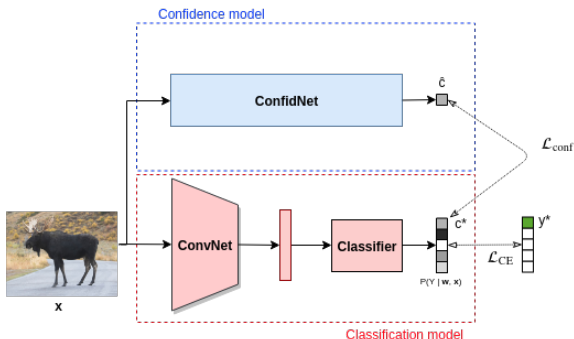 Confidence model
ConfidNet
ĉ
ℒconf
ConvNet
Classifier
c*
y*
ℒCE
P(Y | w, x)
x
Classification model